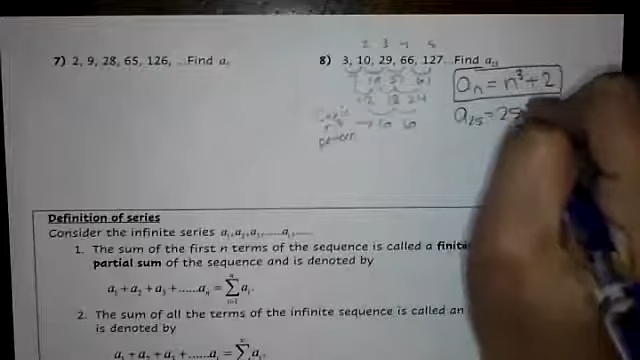 2 3 4 5
7) 2, 9, 28, 65, 126, ...Find a
8) 3, 10, 29, 66, 127...Find a
7 19 37 61
12 18 24
6 6
aₙ = n³ + 2
a₂₅ = 25
Definition of series
Consider the infinite series a₁, a₂, a₃, ......aᵢ, .....
1. The sum of the first n terms of the sequence is called a
partial sum of the sequence and is denoted by
a₁ + a₂ + a₃ + ......aₙ = ∑ⁿᵢ₌₁ aᵢ.
2. The sum of all the terms of the infinite sequence is called an
is denoted by